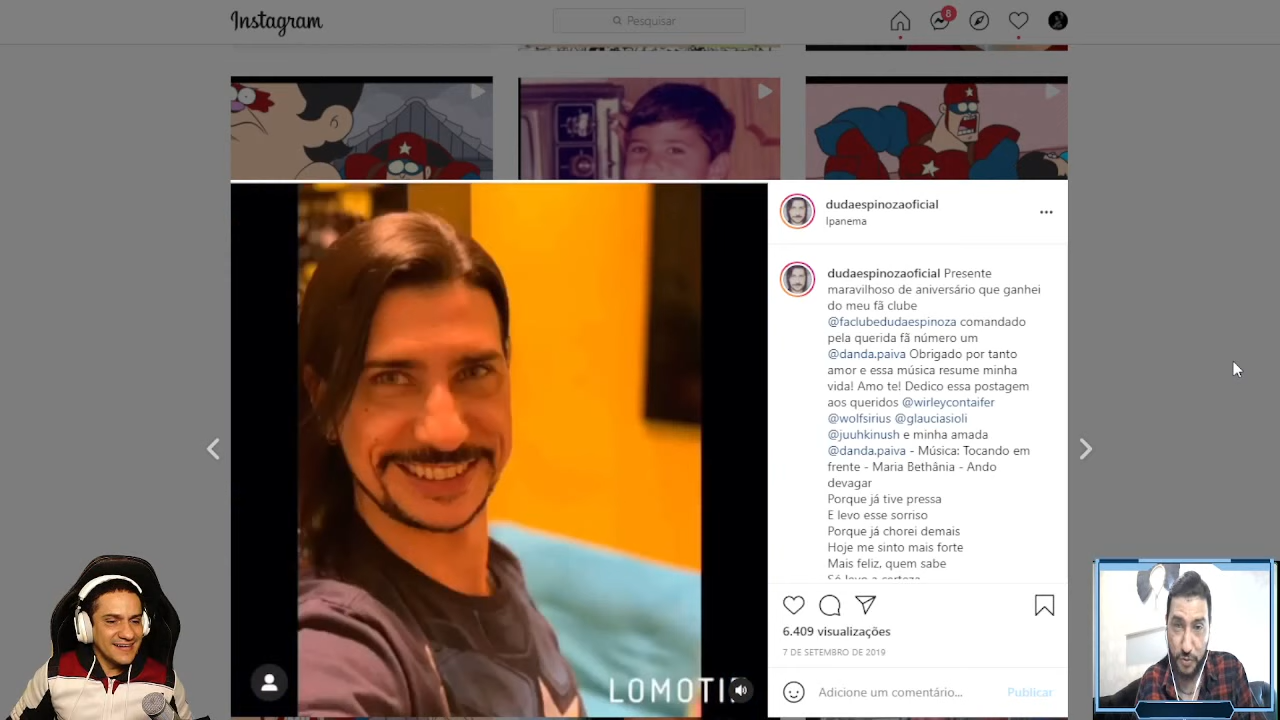 Instagram
Pesquisar
8
dudaespinozaoficial
Ipanema
dudaespinozaoficial Presente
maravilhoso de aniversário que ganhei
do meu fã clube
@faclubedudaespinoza comandado
pela querida fã número um
@danda.paiva Obrigado por tanto
amor e essa música resume minha
vida! Amo te! Dedico essa postagem
aos queridos @wirleycontaifer
@wolfsirius @glauciasioli
@juuhkinush e minha amada
@danda.paiva - Música: Tocando em
frente - Maria Bethânia - Ando
devagar
Porque já tive pressa
E levo esse sorriso
Porque já chorei demais
Hoje me sinto mais forte
Mais feliz, quem sabe
Só levo a certeza
6.409 visualizações
7 DE SETEMBRO DE 2019
Adicione um comentário...
Publicar